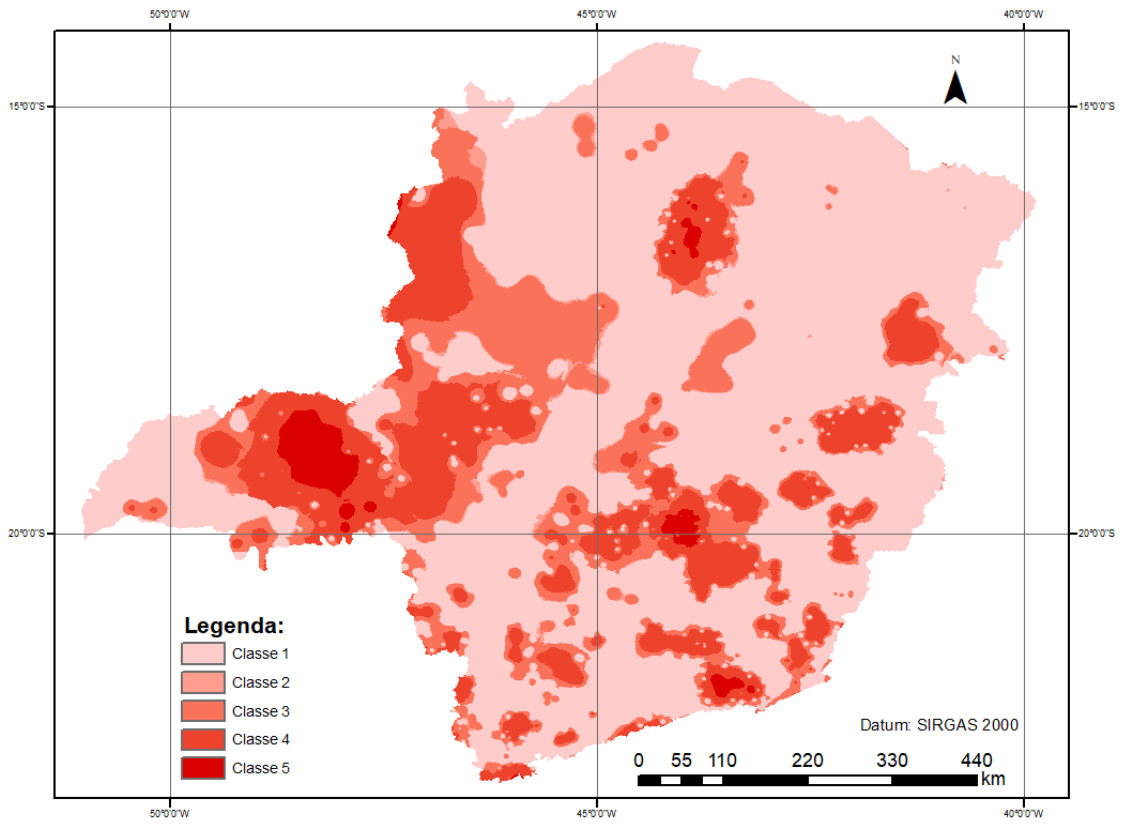 50°0'0"W
45°0'0"W
40°0'0"W
N
15°0'0"S
15°0'0"S
20°0'0"S
20°0'0"S
Legenda:
Classe 1
Classe 2
Classe 3
Classe 4
Classe 5
Datum: SIRGAS 2000
0 55 110 220 330 440
km
50°0'0"W
45°0'0"W
40°0'0"W